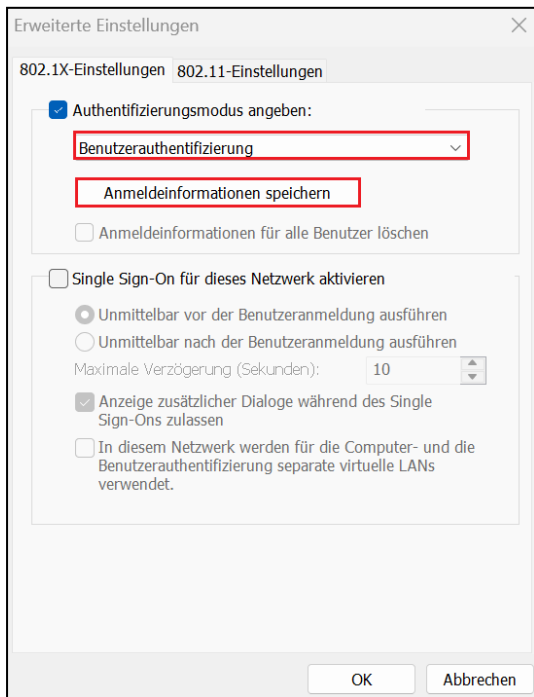 Erweiterte Einstellungen
802.1X-Einstellungen 802.11-Einstellungen
Authentifizierungsmodus angeben:
Benutzerauthentifizierung
Anmeldeinformationen speichern
Anmeldeinformationen für alle Benutzer löschen
Single Sign-On für dieses Netzwerk aktivieren
Unmittelbar vor der Benutzeranmeldung ausführen
Unmittelbar nach der Benutzeranmeldung ausführen
Maximale Verzögerung (Sekunden): 10
Anzeige zusätzlicher Dialoge während des Single
Sign-Ons zulassen
In diesem Netzwerk werden für die Computer- und die
Benutzerauthentifizierung separate virtuelle LANs
verwendet.
OK Abbrechen